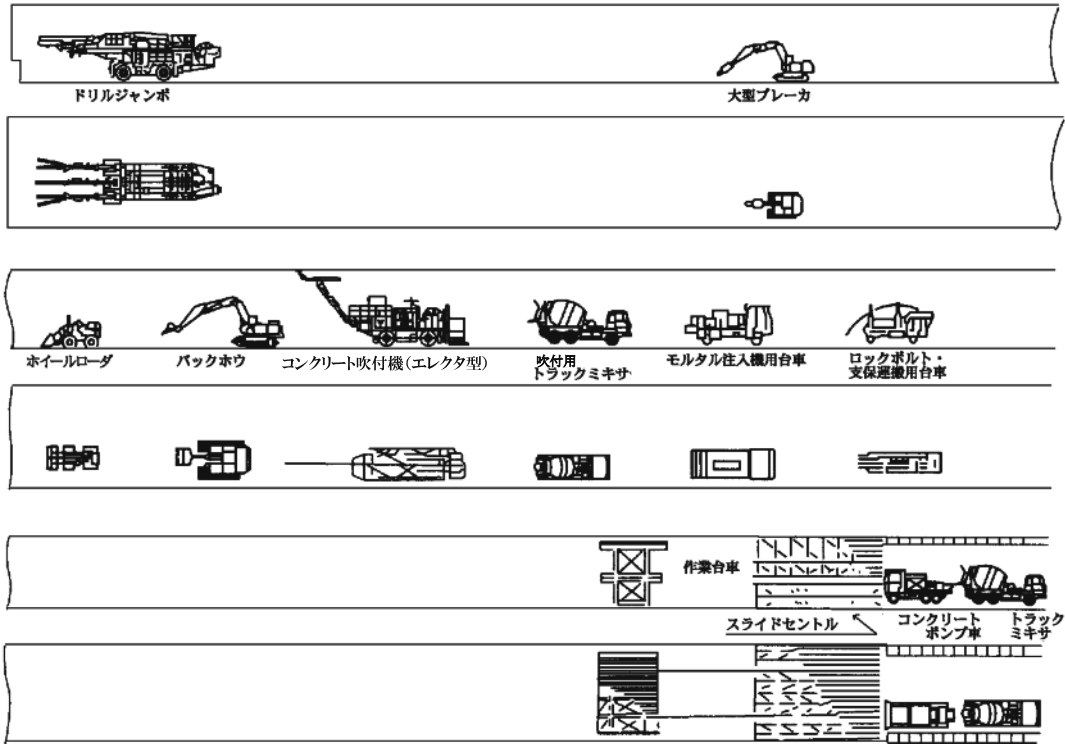 ドリルジャンボ
大型ブレーカ
ホイールローダ
バックホウ
コンクリート吹付機(エレクタ型)
吹付用
トラックミキサ
モルタル注入機用台車
ロックボルト・
支保運搬用台車
作業台車
スライドセントル
コンクリート
ポンプ車
トラック
ミキサ